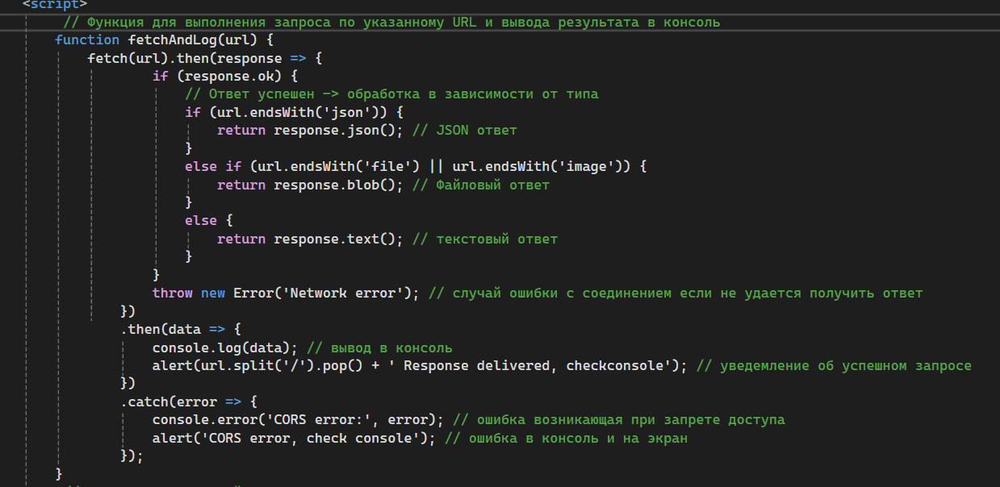 <script>
// Функция для выполнения запроса по указанному URL и вывода результата в консоль
function fetchAndLog(url) {
fetch(url).then(response => {
if (response.ok) {
// Ответ успешен -> обработка в зависимости от типа
if (url.endsWith('json')) {
return response.json(); // JSON ответ
}
else if (url.endsWith('file') || url.endsWith('image')) {
return response.blob(); // Файловый ответ
}
else {
return response.text(); // текстовый ответ
}
}
throw new Error('Network error'); // случай ошибки с соединением если не удается получить ответ
})
.then(data => {
console.log(data); // вывод в консоль
alert(url.split('/').pop() + ' Response delivered, checkconsole'); // уведомление об успешном запросе
})
.catch(error => {
console.error('CORS error:', error); // ошибка возникающая при запрете доступа
alert('CORS error, check console'); // ошибка в консоль и на экран
});
}